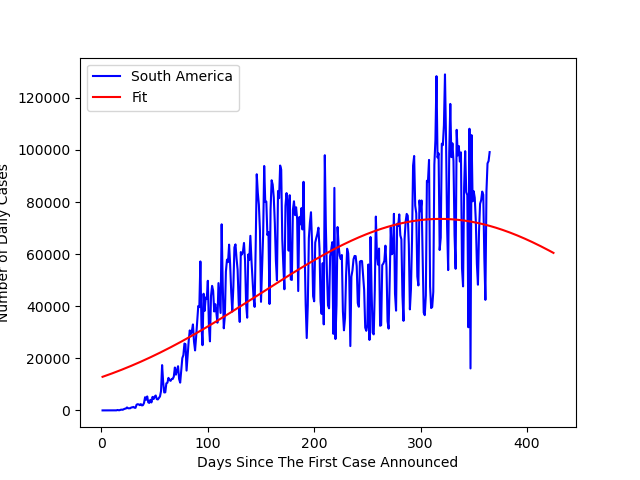 South America
Fit
120000
100000
80000
60000
40000
20000
0
Number of Daily Cases
0 100 200 300 400
Days Since The First Case Announced